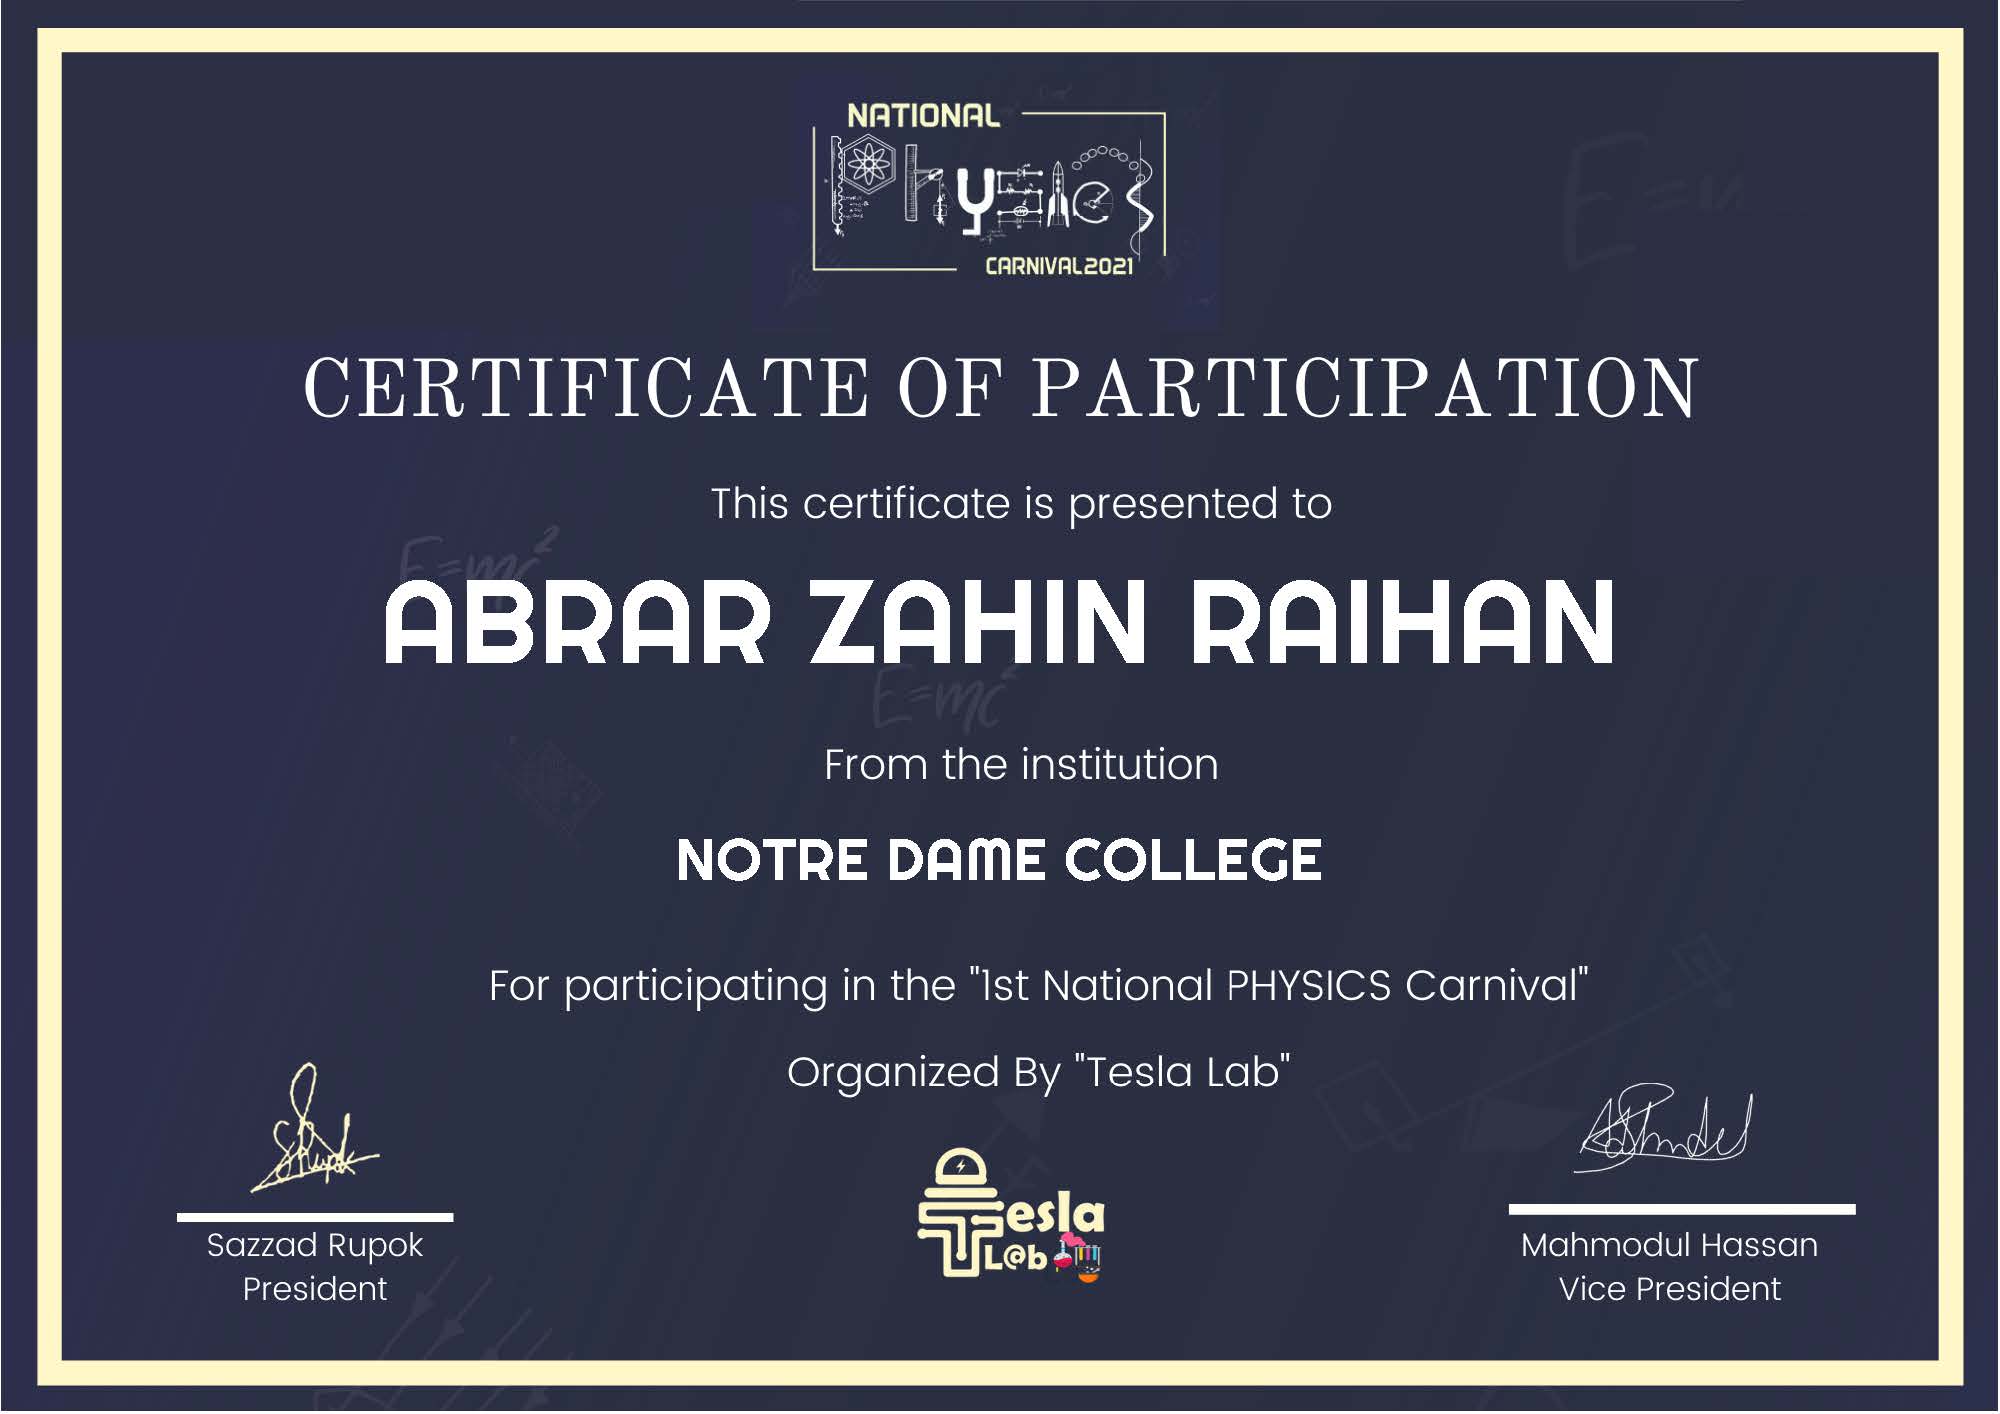 NATIONAL
PHYSICS
CARNIVAL2021
CERTIFICATE OF PARTICIPATION
This certificate is presented to
E=mc²
ABRAR ZAHIN RAIHAN
E=mc²
From the institution
NOTRE DAME COLLEGE
For participating in the "1st National PHYSICS Carnival"
Organized By "Tesla Lab"
Tesla
L@b
Sazzad Rupok
President
Mahmodul Hassan
Vice President